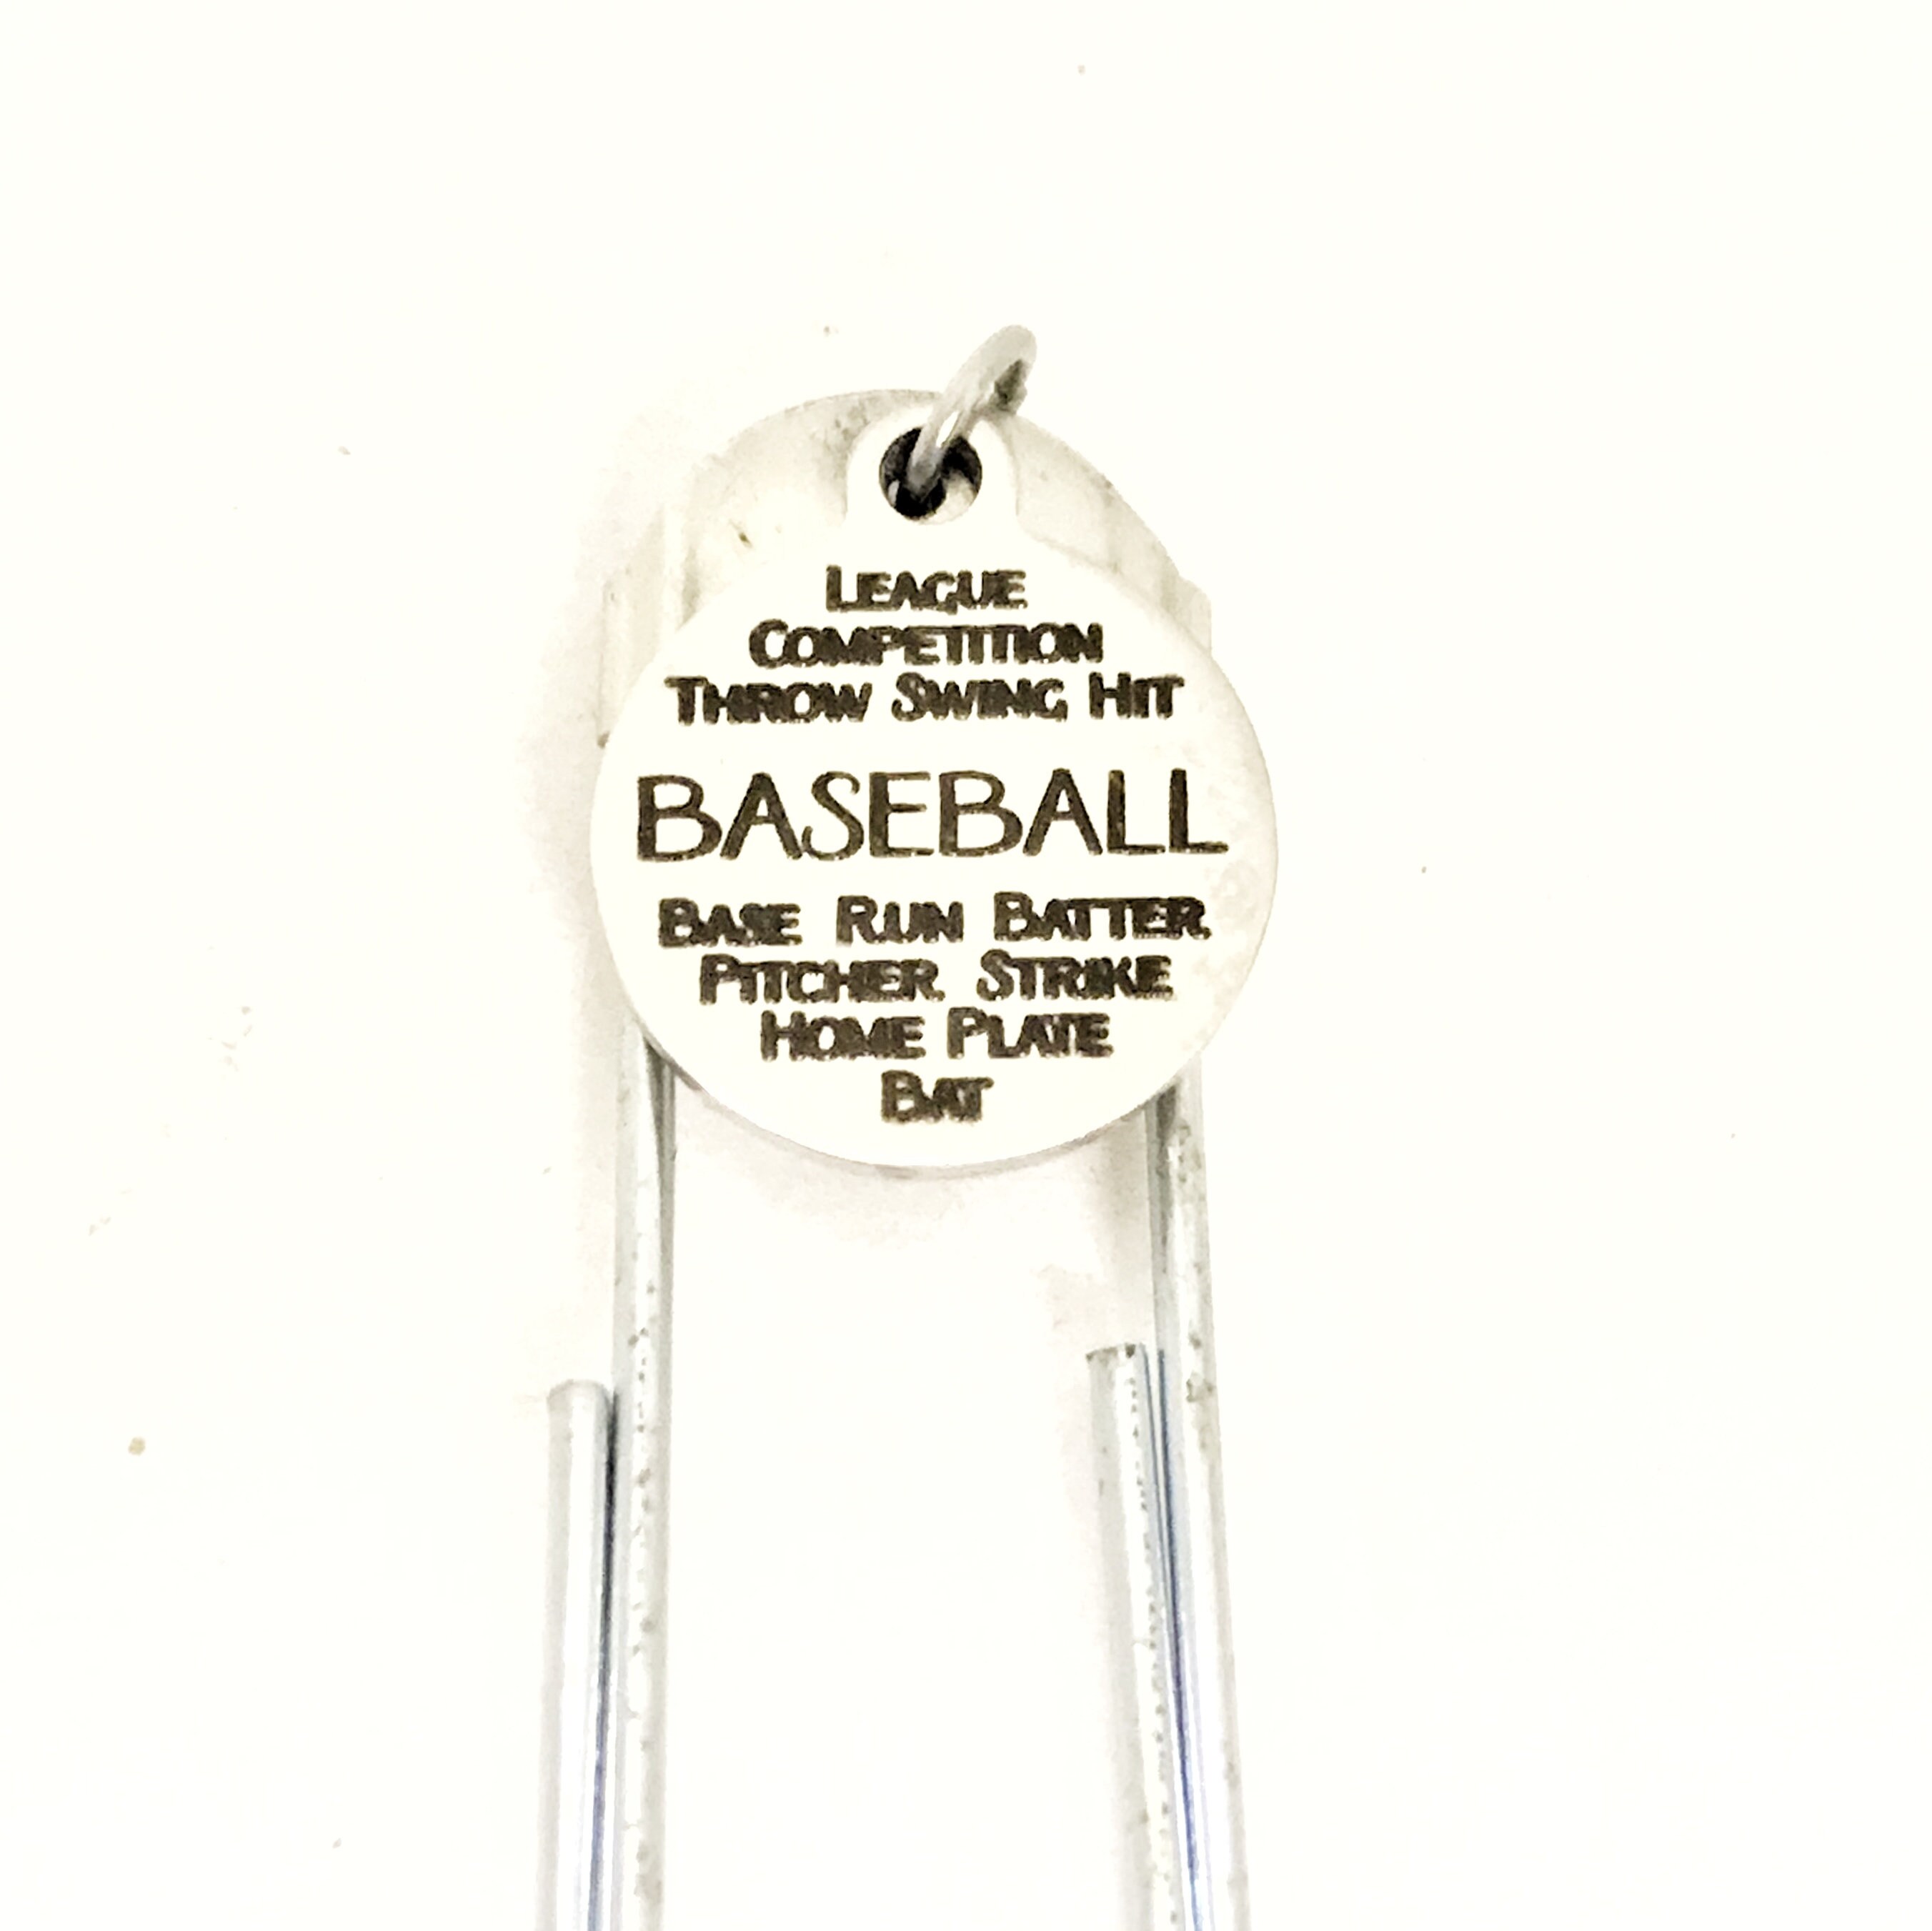 LEAGUE
COMPETITION
THROW SWING HIT
BASEBALL
BASE RUN BATTER
PITCHER STRIKE
HOME PLATE
BAT